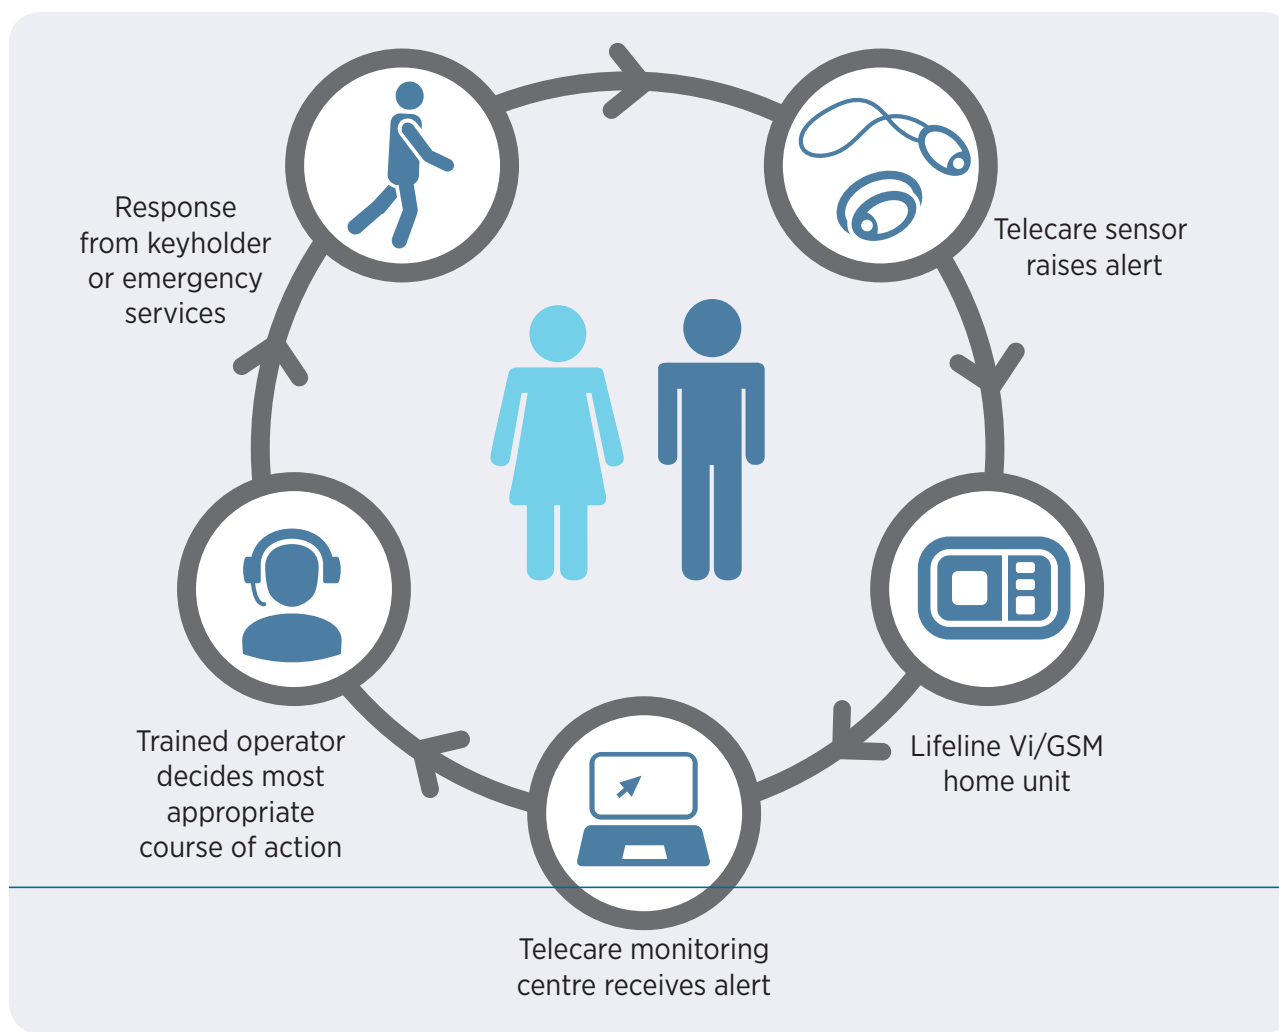 Response
from keyholder
or emergency
services
Telecare sensor
raises alert
Trained operator
decides most
appropriate
course of action
Lifeline Vi/GSM
home unit
Telecare monitoring
centre receives alert